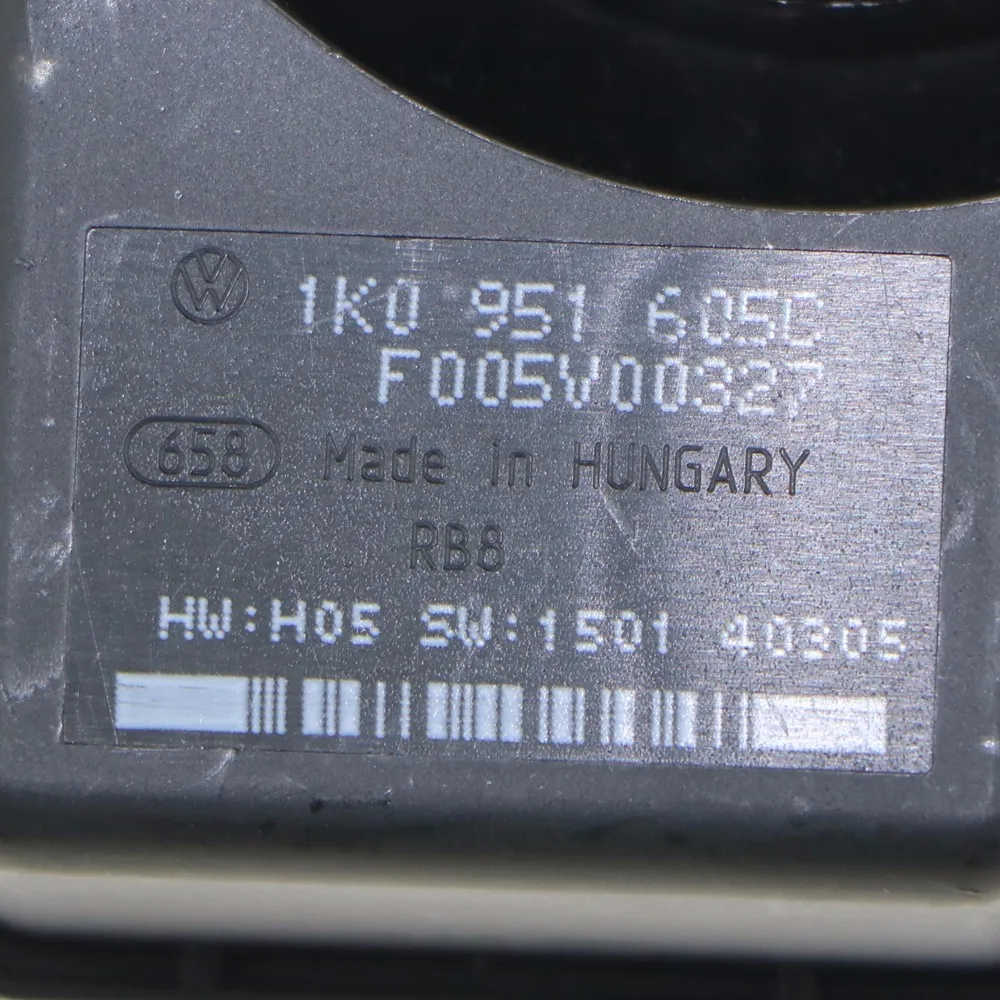 1K0 951 605C
F005V00327
658 Made in HUNGARY
RB8
HW:H05 SW:1501 40305